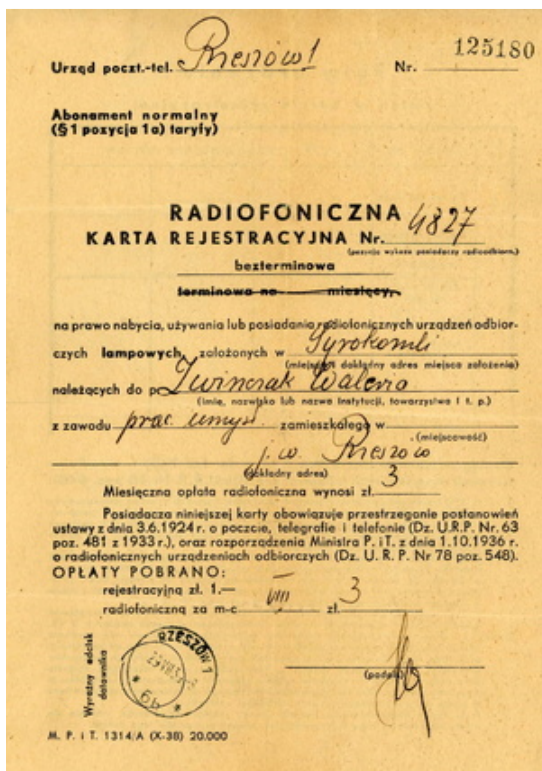 Urząd poczt.-tel. Rzeszów 1 Nr. 125180
Abonament normalny
(§ 1 pozycja 1a) taryfy)
RADIOFONICZNA
KARTA REJESTRACYJNA Nr. 4827
(pozycja wykazu posiadaczy radioodbiorn.)
bezterminowa
terminowa na miesięcy,
na prawo nabycia, używania lub posiadania radiofonicznych urządzeń odbior-
czych lampowych, założonych w Syrokomli
(miejsce i dokładny adres miejsca założenia)
należących do p. Walenia
(imię, nazwisko lub nazwa instytucji, towarzystwa i t. p.)
z zawodu prac. umysł. zamieszkałego w
(miejscowość)
j. w. Rzeszów
(dokładny adres)
Miesięczna opłata radiofoniczna wynosi zł. 3
Posiadacza niniejszej karty obowiązuje przestrzeganie postanowień
ustawy z dnia 3.6.1924 r. o poczcie, telegrafie i telefonie (Dz. U.R.P. Nr. 63
poz. 481 z 1933 r.), oraz rozporządzenia Ministra P. i T. z dnia 1.10.1936 r.
o radiofonicznych urządzeniach odbiorczych (Dz. U. R. P. Nr 78 poz. 548).
OPŁATY POBRANO:
rejestracyjną zł. 1.—
radiofoniczną za m-c VIII zł. 3
Wyraźny odcisk
datownika
RZESZÓW 1
* 6b *
(podpis)
M. P. i T. 1314/A (X-38) 20.000